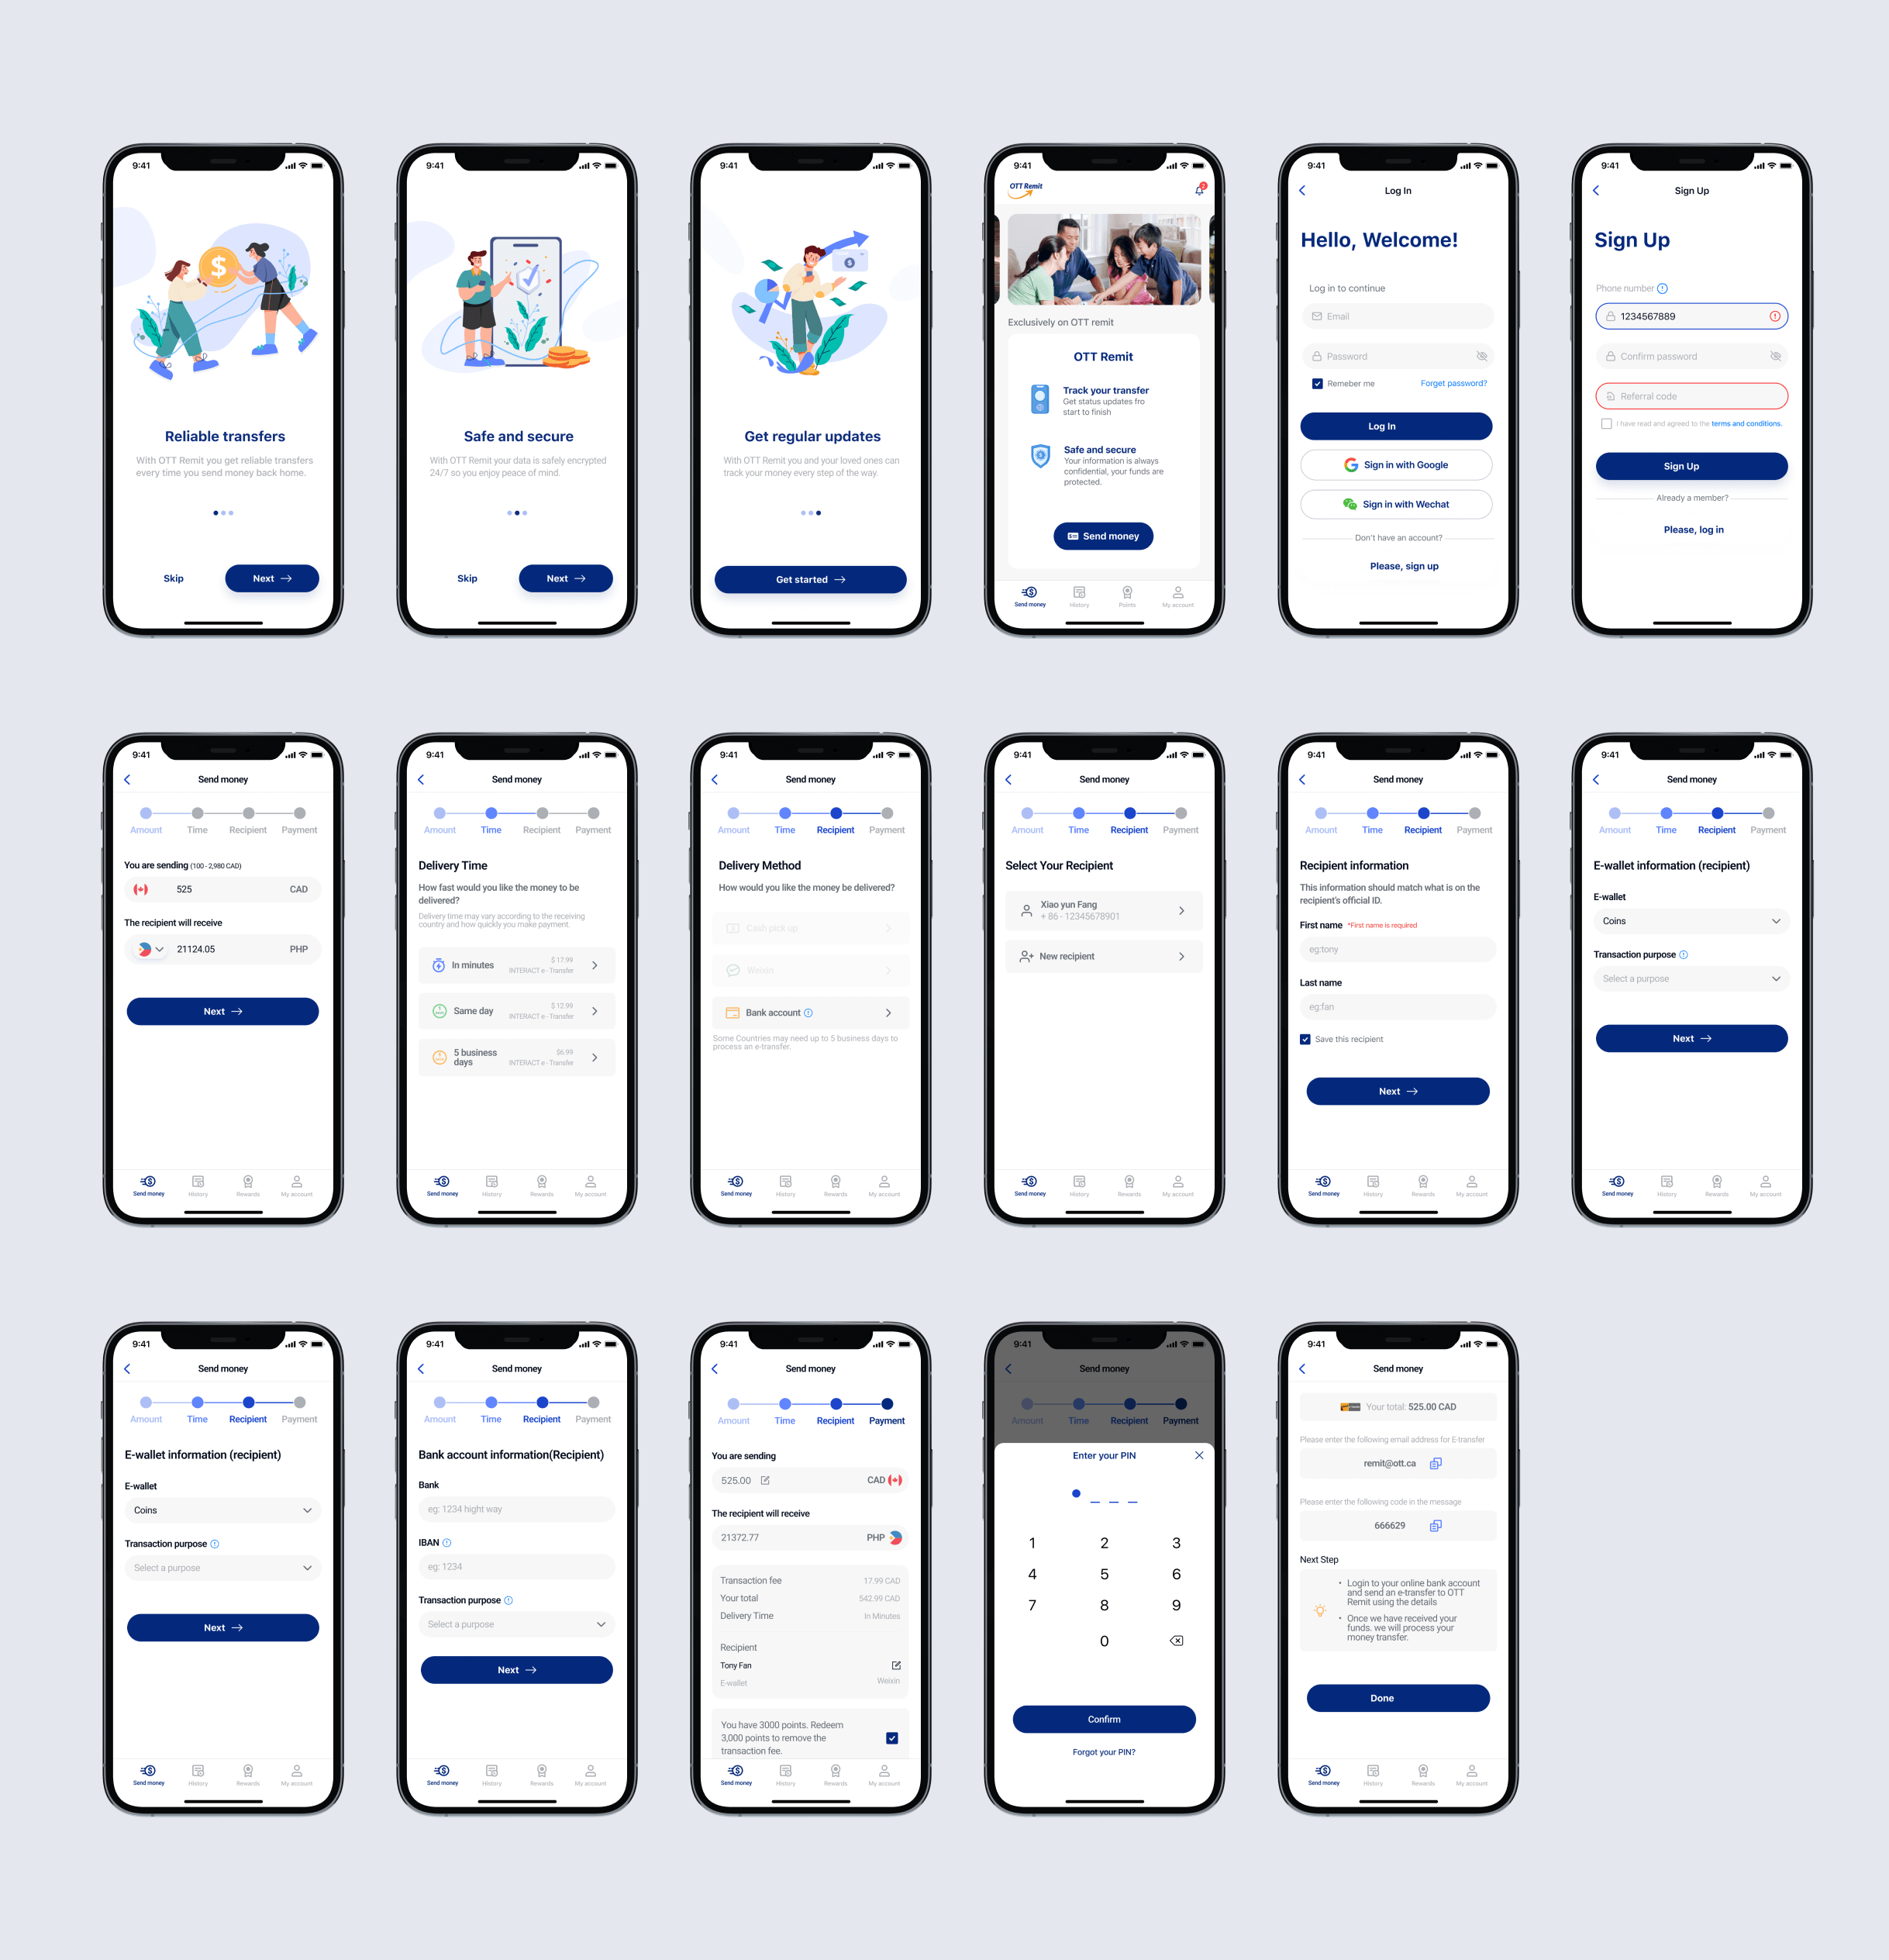 9:41
Reliable transfers
With OTT Remit you get reliable transfers
every time you send money back home.
Skip
Next
9:41
Safe and secure
With OTT Remit your data is safely encrypted
24/7 so you enjoy peace of mind.
Skip
Next
9:41
Get regular updates
With OTT Remit you and your loved ones can
track your money every step of the way.
Get started
9:41
OTT Remit
2
Exclusively on OTT remit
OTT Remit
Track your transfer
Get status updates fro
start to finish
Safe and secure
Your information is always
confidential, your funds are
protected.
Send money
Send money
History
Points
My account
9:41
Log In
Hello, Welcome!
Log in to continue
Email
Password
Remeber me
Forget password?
Log In
Sign in with Google
Sign in with Wechat
Don't have an account?
Please, sign up
9:41
Sign Up
Sign Up
Phone number
1234567889
Confirm password
Referral code
I have read and agreed to the terms and conditions.
Sign Up
Already a member?
Please, log in
9:41
Send money
Amount Time Recipient Payment
You are sending (100 - 2,980 CAD)
525 CAD
The recipient will receive
21124.05 PHP
Next
Send money History Rewards My account
9:41
Send money
Amount Time Recipient Payment
Delivery Time
How fast would you like the money to be
delivered?
Delivery time may vary according to the receiving
country and how quickly you make payment.
In minutes
$ 17.99
INTERACT e - Transfer
Same day
$ 12.99
INTERACT e - Transfer
5 business
days
$6.99
INTERACT e - Transfer
Send money History Rewards My account
9:41
Send money
Amount Time Recipient Payment
Delivery Method
How would you like the money be delivered?
Cash pick up
Weixin
Bank account
Some Countries may need up to 5 business days to
process an e-transfer.
Send money History Rewards My account
9:41
Send money
Amount Time Recipient Payment
Select Your Recipient
Xiao yun Fang
+ 86 - 12345678901
New recipient
Send money History Rewards My account
9:41
Send money
Amount Time Recipient Payment
Recipient information
This information should match what is on the
recipient's official ID.
First name *First name is required
eg:tony
Last name
eg:fan
Save this recipient
Next
Send money History Rewards My account
9:41
Send money
Amount Time Recipient Payment
E-wallet information (recipient)
E-wallet
Coins
Transaction purpose
Select a purpose
Next
Send money History Rewards My account
9:41
Send money
Amount Time Recipient Payment
E-wallet information (recipient)
E-wallet
Coins
Transaction purpose
Select a purpose
Next
Send money History Rewards My account
9:41
Send money
Amount Time Recipient Payment
Bank account information(Recipient)
Bank
eg: 1234 hight way
IBAN
eg: 1234
Transaction purpose
Select a purpose
Next
Send money History Rewards My account
9:41
Send money
Amount Time Recipient Payment
You are sending
525.00 CAD
The recipient will receive
21372.77 PHP
Transaction fee 17.99 CAD
Your total 542.99 CAD
Delivery Time In Minutes
Recipient
Tony Fan
E-wallet Weixin
You have 3000 points. Redeem
3,000 points to remove the
transaction fee.
Send money History Rewards My account
9:41
Send money
Amount Time Recipient Payment
Enter your PIN
1 2 3
4 5 6
7 8 9
0
Confirm
Forgot your PIN?
9:41
Send money
Your total: 525.00 CAD
Please enter the following email address for E-transfer
remit@ott.ca
Please enter the following code in the message
666629
Next Step
• Login to your online bank account
and send an e-transfer to OTT
Remit using the details
• Once we have received your
funds. we will process your
money transfer.
Done
Send money History Rewards My account